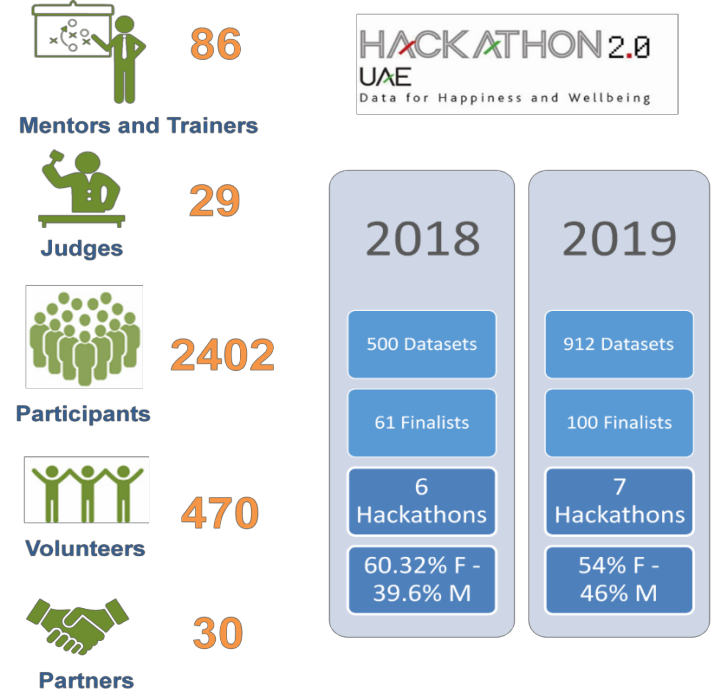 86
Mentors and Trainers
29
Judges
2402
Participants
470
Volunteers
30
Partners
HACKATHON 2.0
UAE
Data for Happiness and Wellbeing
2018
500 Datasets
61 Finalists
6
Hackathons
60.32% F -
39.6% M
2019
912 Datasets
100 Finalists
7
Hackathons
54% F -
46% M